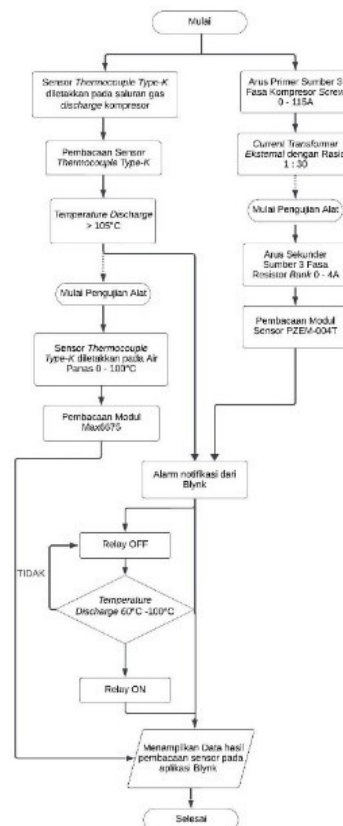 Mulai
Sensor Thermocouple Type-K
diletakkan pada saluran gas
discharge kompresor
Pembacaan Sensor
Thermocouple Type-K
Temperature Discharge
> 105°C
Mulai Pengujian Alat
Sensor Thermocouple
Type-K diletakkan pada Air
Panas 0 - 100°C
Pembacaan Modul
Max6675
Arus Primer Sumber 3
Fasa Kompresor Screw
0 - 115A
Current Transformer
Eksternal dengan Rasio
1 : 30
Mulai Pengujian Alat
Arus Sekunder
Sumber 3 Fasa
Resistor Bank 0 - 4A
Pembacaan Modul
Sensor PZEM-004T
Alarm notifikasi dari
Blynk
Relay OFF
TIDAK
Temperature
Discharge 60°C -100°C
Relay ON
Menampilkan Data hasil
pembacaan sensor pada
aplikasi Blynk
Selesai